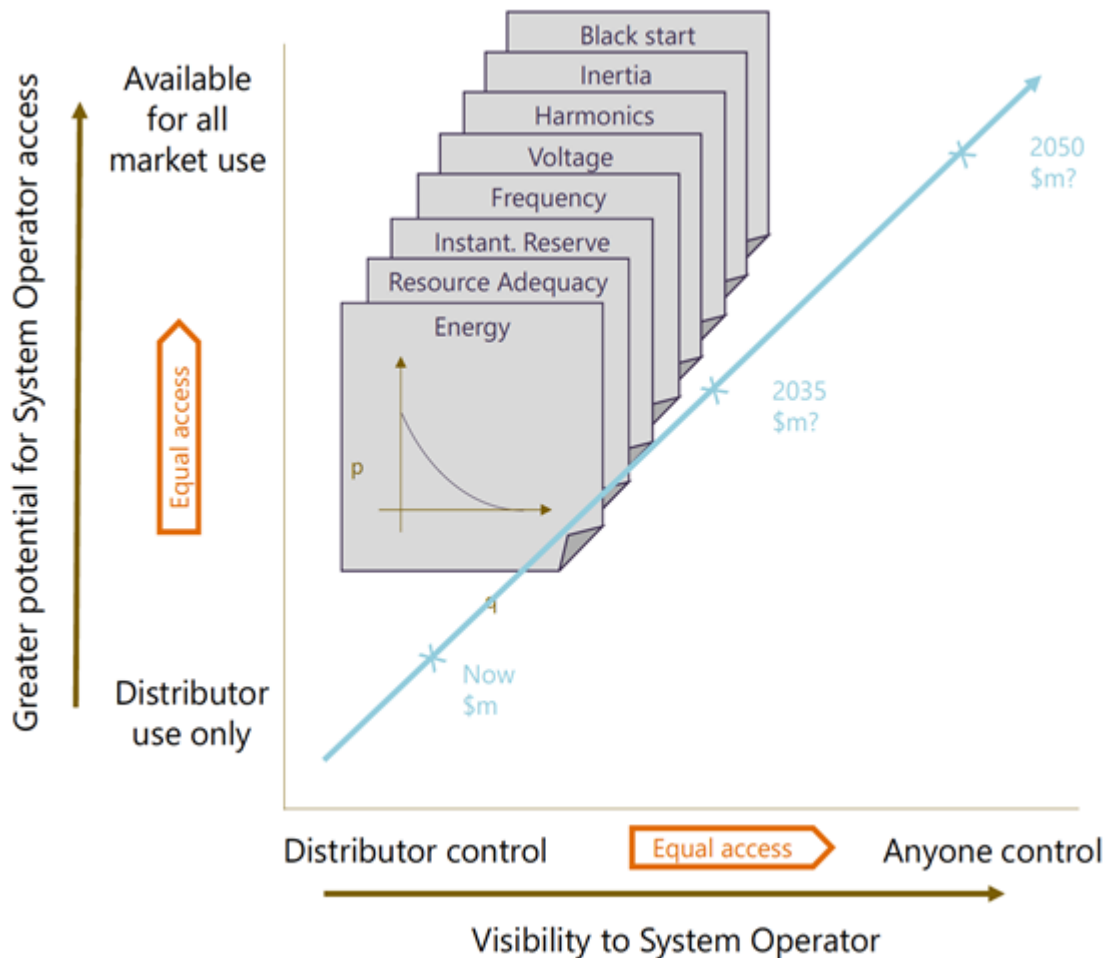 Greater potential for System Operator access
Available
for all
market use
Equal access
Distributor
use only
Black start
Inertia
Harmonics
Voltage
Frequency
Instant. Reserve
Resource Adequacy
Energy
p
q
2050
$m?
2035
$m?
Now
$m
Distributor control
Equal access
Anyone control
Visibility to System Operator